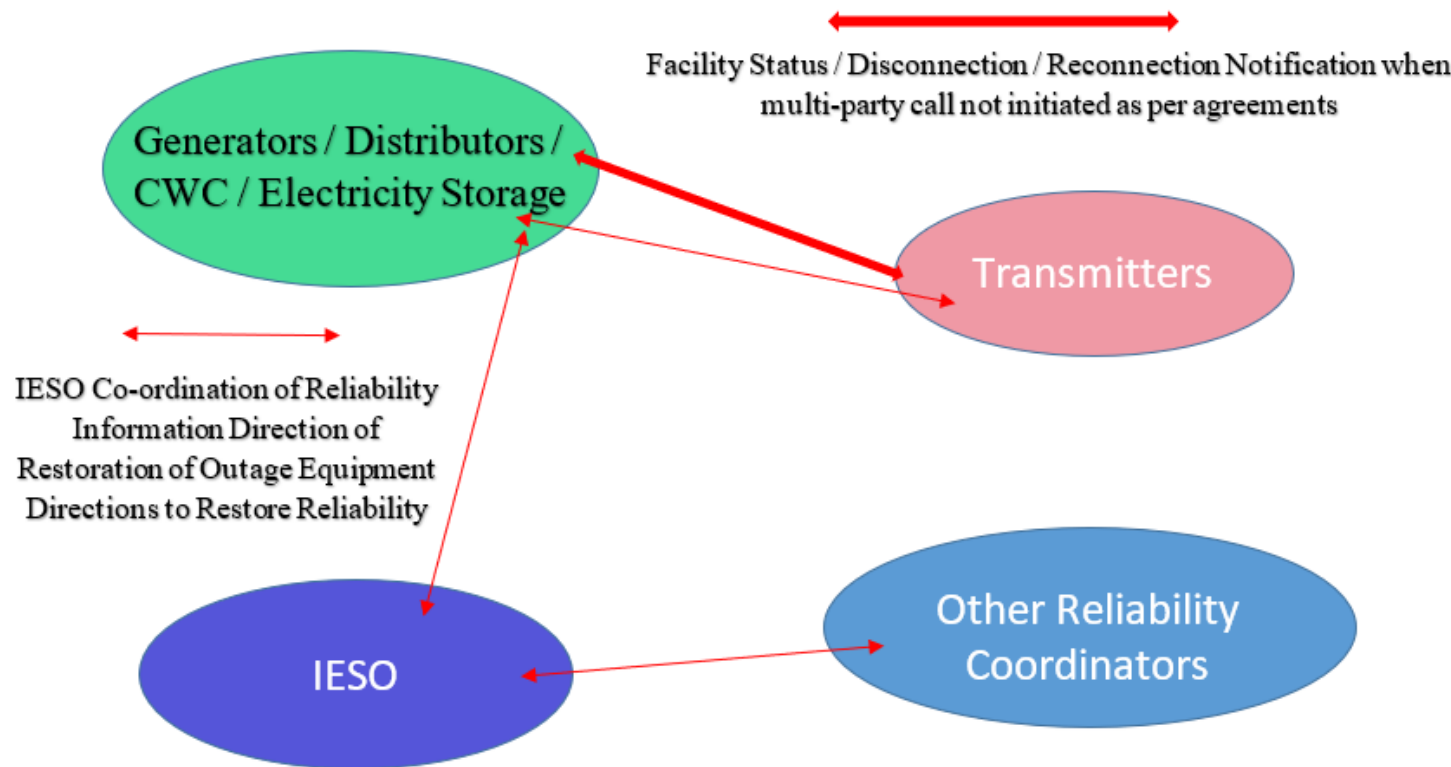 Facility Status / Disconnection / Reconnection Notification when
multi-party call not initiated as per agreements
Generators / Distributors /
CWC / Electricity Storage
Transmitters
IESO Co-ordination of Reliability
Information Direction of
Restoration of Outage Equipment
Directions to Restore Reliability
Other Reliability
Coordinators
IESO